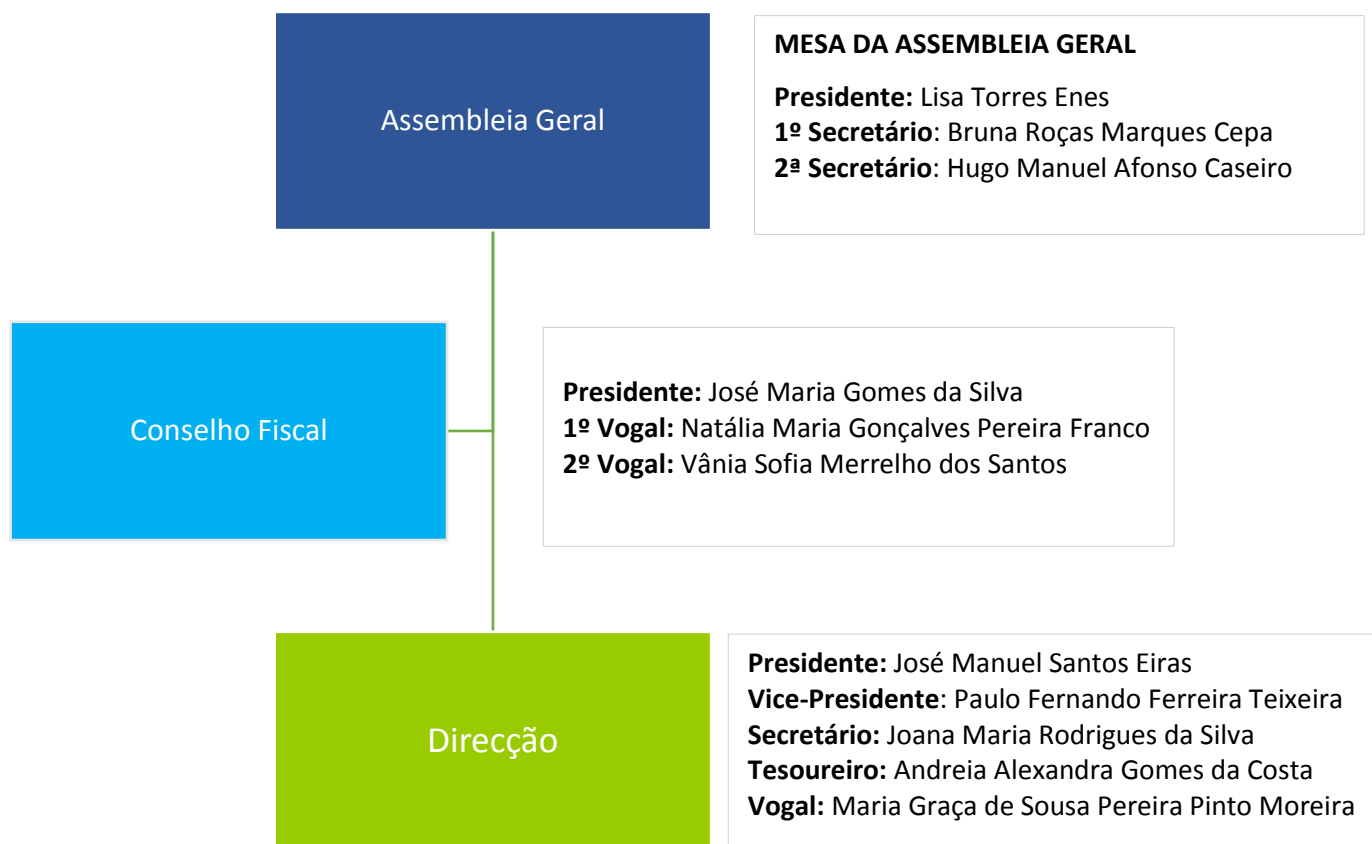 Assembleia Geral
MESA DA ASSEMBLEIA GERAL
Presidente: Lisa Torres Enes
1º Secretário: Bruna Roças Marques Cepa
2ª Secretário: Hugo Manuel Afonso Caseiro
Conselho Fiscal
Presidente: José Maria Gomes da Silva
1º Vogal: Natália Maria Gonçalves Pereira Franco
2º Vogal: Vânia Sofia Merrelho dos Santos
Direcção
Presidente: José Manuel Santos Eiras
Vice-Presidente: Paulo Fernando Ferreira Teixeira
Secretário: Joana Maria Rodrigues da Silva
Tesoureiro: Andreia Alexandra Gomes da Costa
Vogal: Maria Graça de Sousa Pereira Pinto Moreira